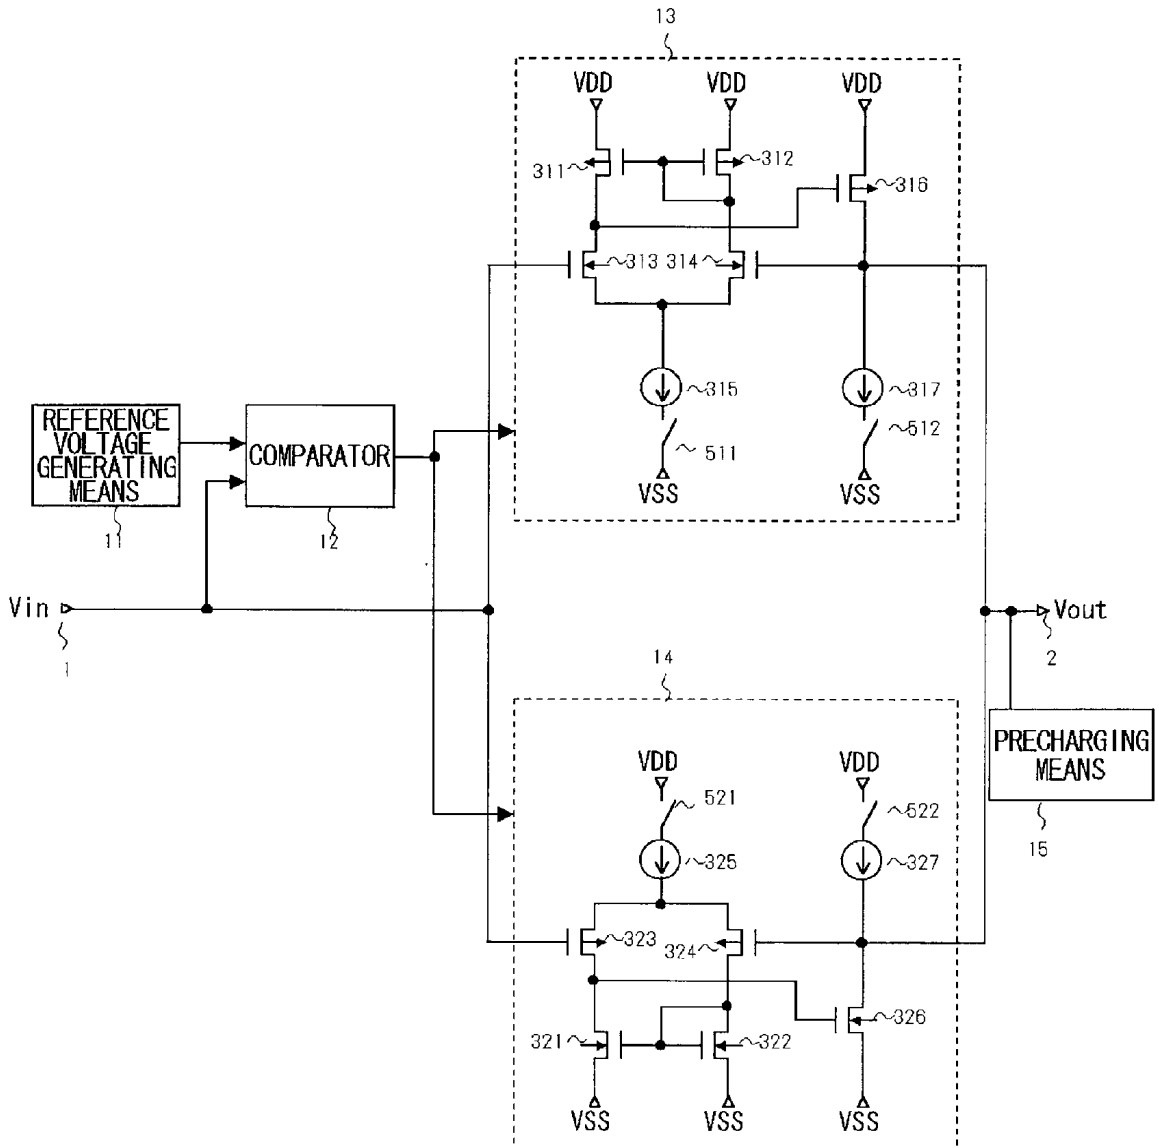 13
VDD VDD VDD
311 312 316
313 314
315 317
511 512
VSS VSS
REFERENCE
VOLTAGE
GENERATING
MEANS
COMPARATOR
11 12
Vin Vout
1 2
14
PRECHARGING
MEANS
15
VDD VDD
521 522
325 327
323 324
326
321 322
VSS VSS VSS